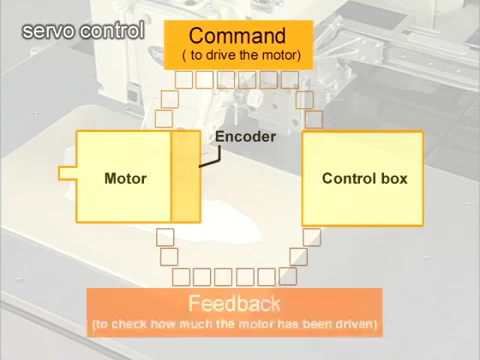 servo control
Command
( to drive the motor)
Encoder
Motor
Control box
Feedback
(to check how much the motor has been driven)